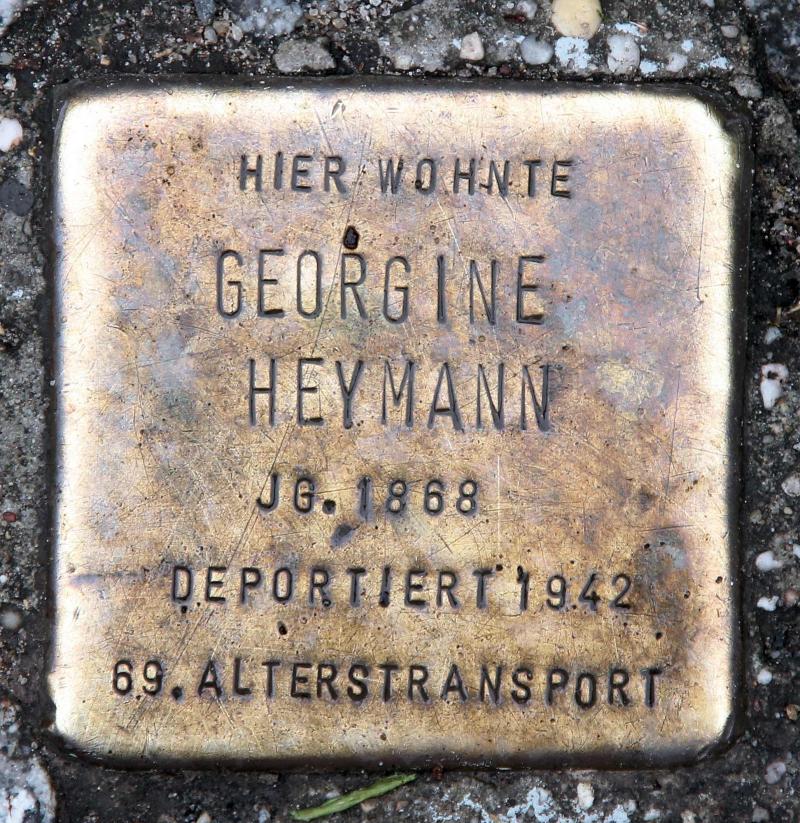 HIER WOHNTE
GEORGINE
HEYMANN
JG. 1868
DEPORTIERT 1942
69. ALTERSTRANSPORT